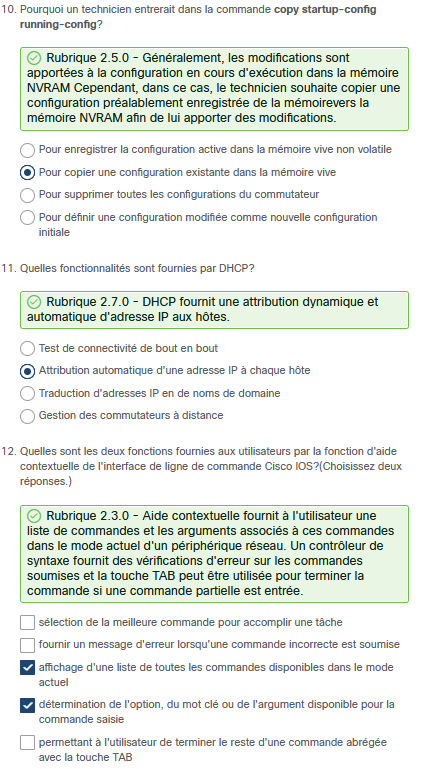 10. Pourquoi un technicien entrerait dans la commande copy startup-config
running-config?
Rubrique 2.5.0 - Généralement, les modifications sont
apportées à la configuration en cours d'exécution dans la mémoire
NVRAM Cependant, dans ce cas, le technicien souhaite copier une
configuration préalablement enregistrée de la mémoirevers la
mémoire NVRAM afin de lui apporter des modifications.
Pour enregistrer la configuration active dans la mémoire vive non volatile
Pour copier une configuration existante dans la mémoire vive
Pour supprimer toutes les configurations du commutateur
Pour définir une configuration modifiée comme nouvelle configuration
initiale
11. Quelles fonctionnalités sont fournies par DHCP?
Rubrique 2.7.0 - DHCP fournit une attribution dynamique et
automatique d'adresse IP aux hôtes.
Test de connectivité de bout en bout
Attribution automatique d'une adresse IP à chaque hôte
Traduction d'adresses IP en de noms de domaine
Gestion des commutateurs à distance
12. Quelles sont les deux fonctions fournies aux utilisateurs par la fonction d'aide
contextuelle de l'interface de ligne de commande Cisco IOS?(Choisissez deux
réponses.)
Rubrique 2.3.0 - Aide contextuelle fournit à l'utilisateur une
liste de commandes et les arguments associés à ces commandes
dans le mode actuel d'un périphérique réseau. Un contrôleur de
syntaxe fournit des vérifications d'erreur sur les commandes
soumises et la touche TAB peut être utilisée pour terminer la
commande si une commande partielle est entrée.
sélection de la meilleure commande pour accomplir une tâche
fournir un message d'erreur lorsqu'une commande incorrecte est soumise
affichage d'une liste de toutes les commandes disponibles dans le mode
actuel
détermination de l'option, du mot clé ou de l'argument disponible pour la
commande saisie
permettant à l'utilisateur de terminer le reste d'une commande abrégée
avec la touche TAB